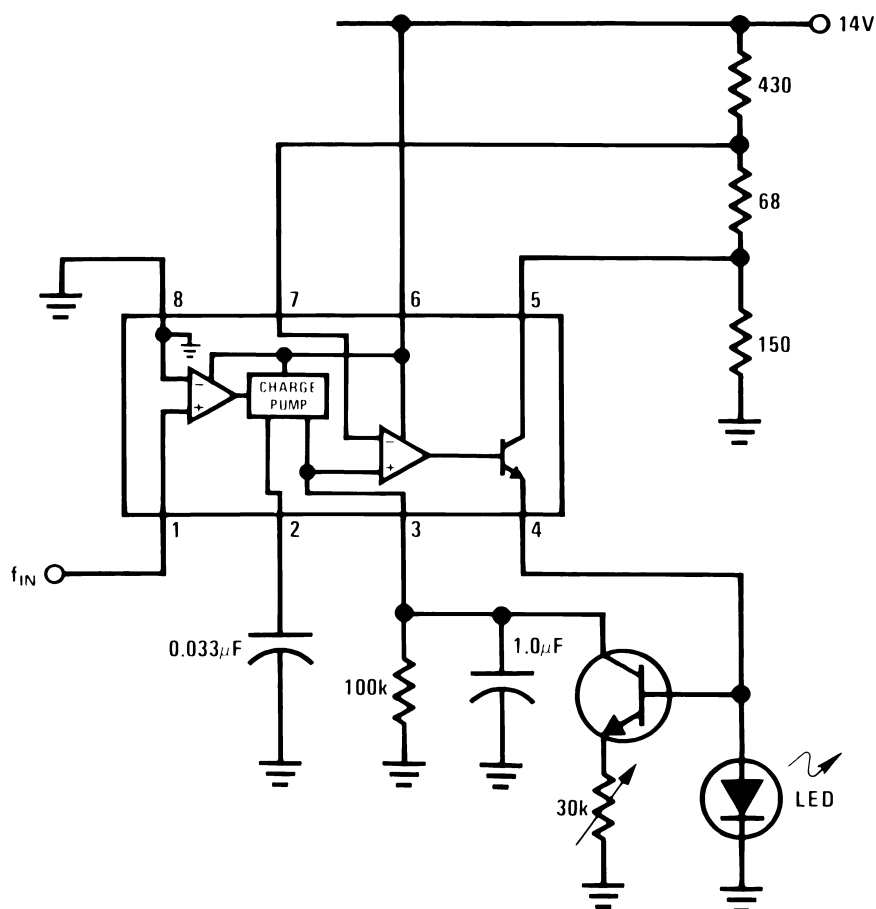 14V
430
68
8
7
6
5
150
CHARGE
PUMP
−
+
−
+
1
2
3
4
fIN
0.033μF
100k
1.0μF
30k
LED